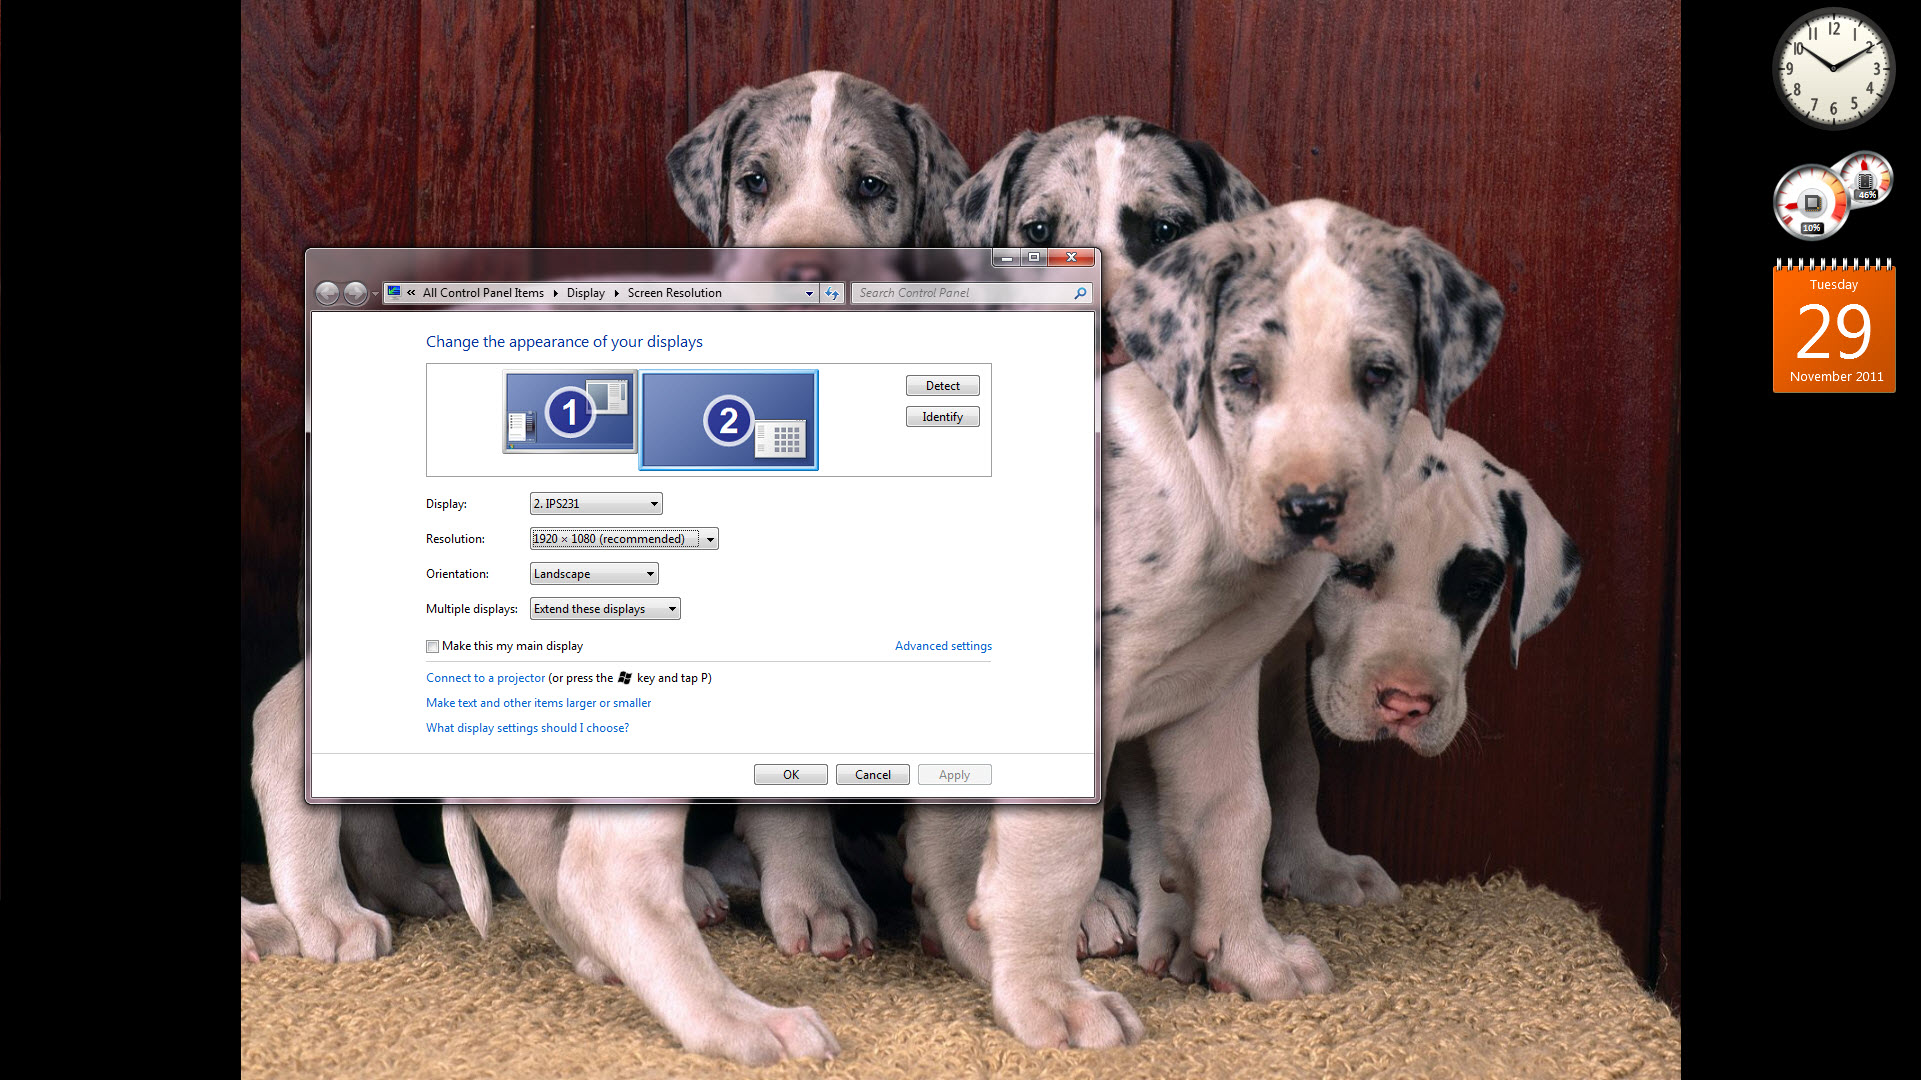 « All Control Panel Items ▸ Display ▸ Screen Resolution
Search Control Panel
Change the appearance of your displays
1
2
Detect
Identify
Display: 2. IPS231
Resolution: 1920 × 1080 (recommended)
Orientation: Landscape
Multiple displays: Extend these displays
Make this my main display
Advanced settings
Connect to a projector (or press the key and tap P)
Make text and other items larger or smaller
What display settings should I choose?
OK Cancel Apply
12
11 1
10 2
9 3
8 4
7 5
6
46%
10%
Tuesday
29
November 2011